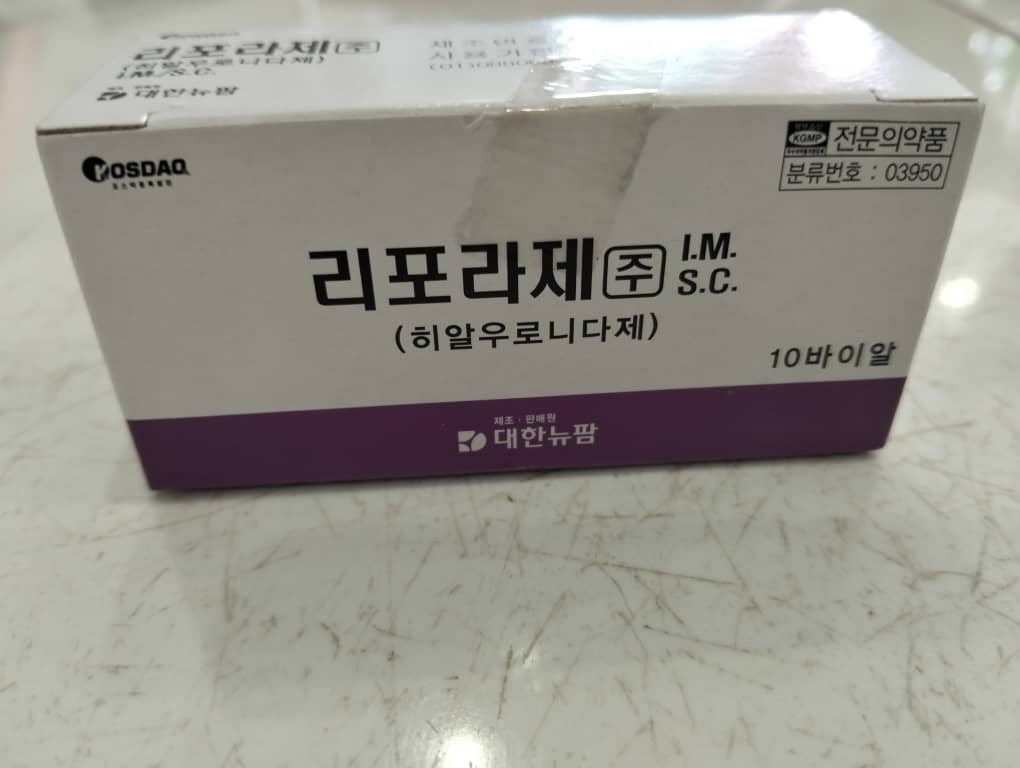 리포라제 주
(히알우로니다제)
I.M./S.C.
대한뉴팜
KOSDAQ
KGMP
전문의약품
분류번호 : 03950
리포라제 주 I.M.
S.C.
(히알우로니다제)
10바이알
제조 · 판매원
대한뉴팜